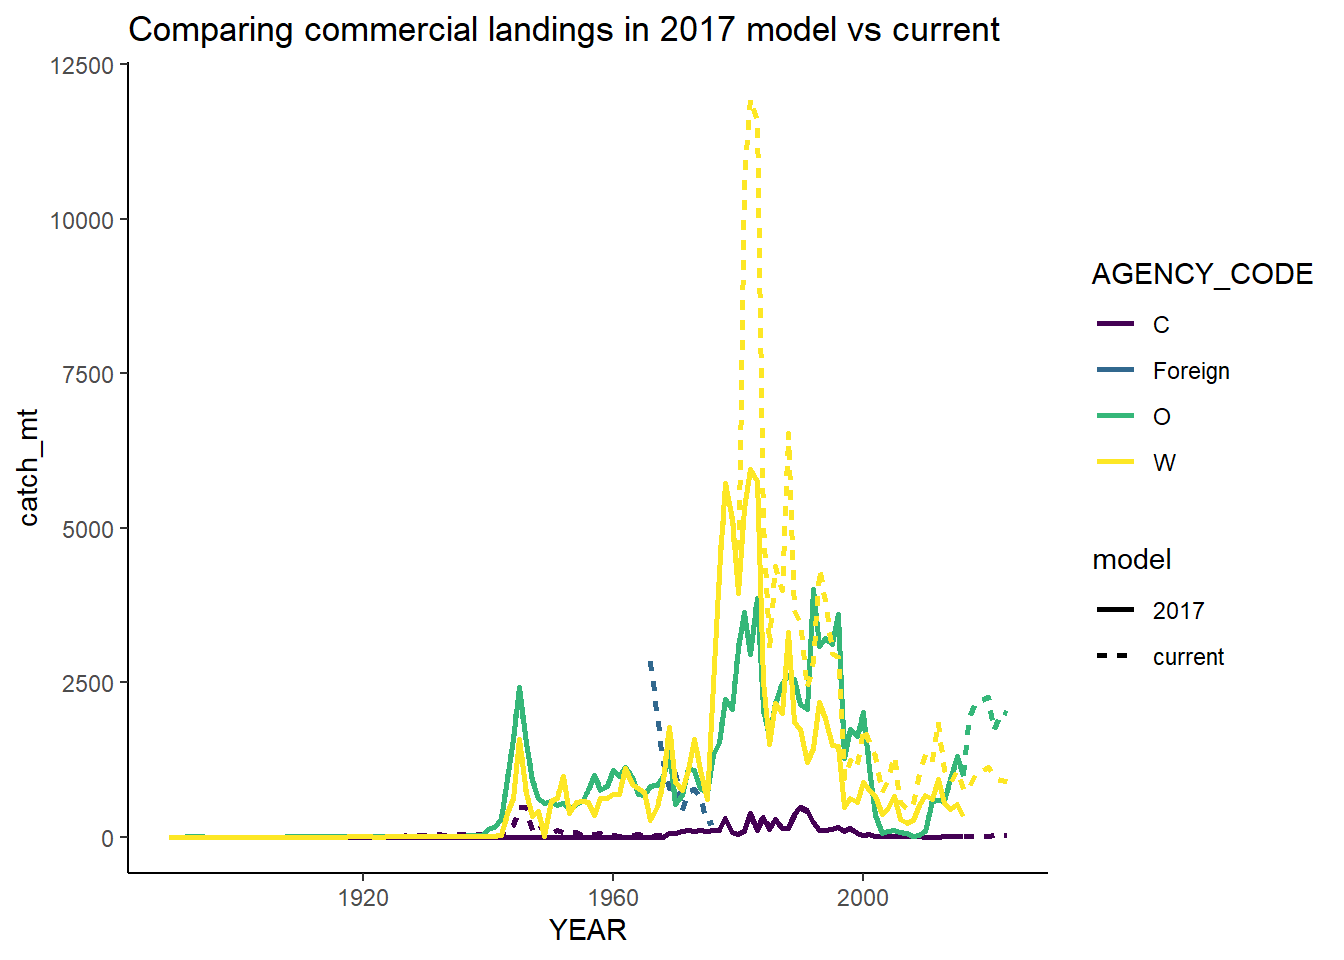 Comparing commercial landings in 2017 model vs current
12500
10000
7500
5000
2500
0
catch_mt
1920
1960
2000
YEAR
AGENCY_CODE
C
Foreign
O
W
model
2017
current